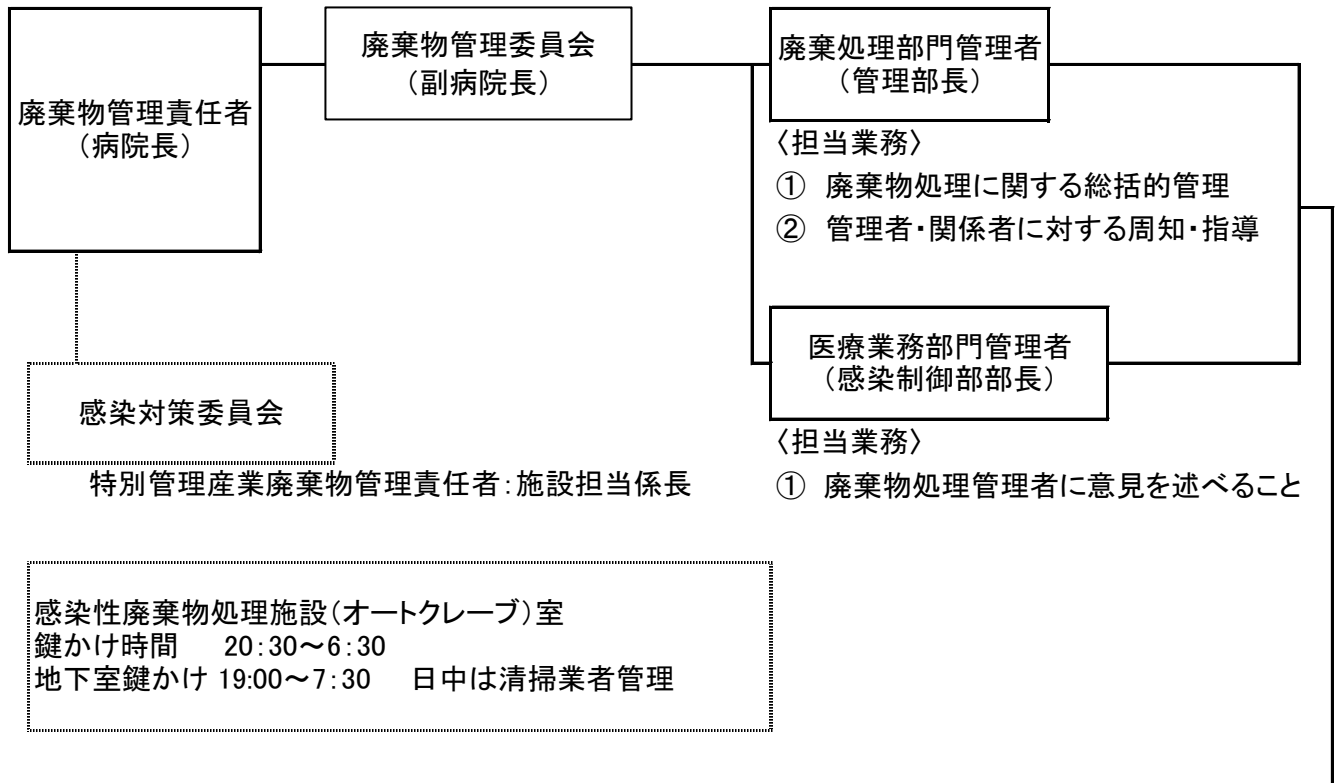 廃棄物管理責任者
（病院長）
廃棄物管理委員会
（副病院長）
廃棄処理部門管理者
（管理部長）
〈担当業務〉
① 廃棄物処理に関する総括的管理
② 管理者・関係者に対する周知・指導
医療業務部門管理者
（感染制御部部長）
〈担当業務〉
① 廃棄物処理管理者に意見を述べること
感染対策委員会
特別管理産業廃棄物管理責任者：施設担当係長
感染性廃棄物処理施設（オートクレーブ）室
鍵かけ時間 20：30～6：30
地下室鍵かけ 19:00～7：30 日中は清掃業者管理